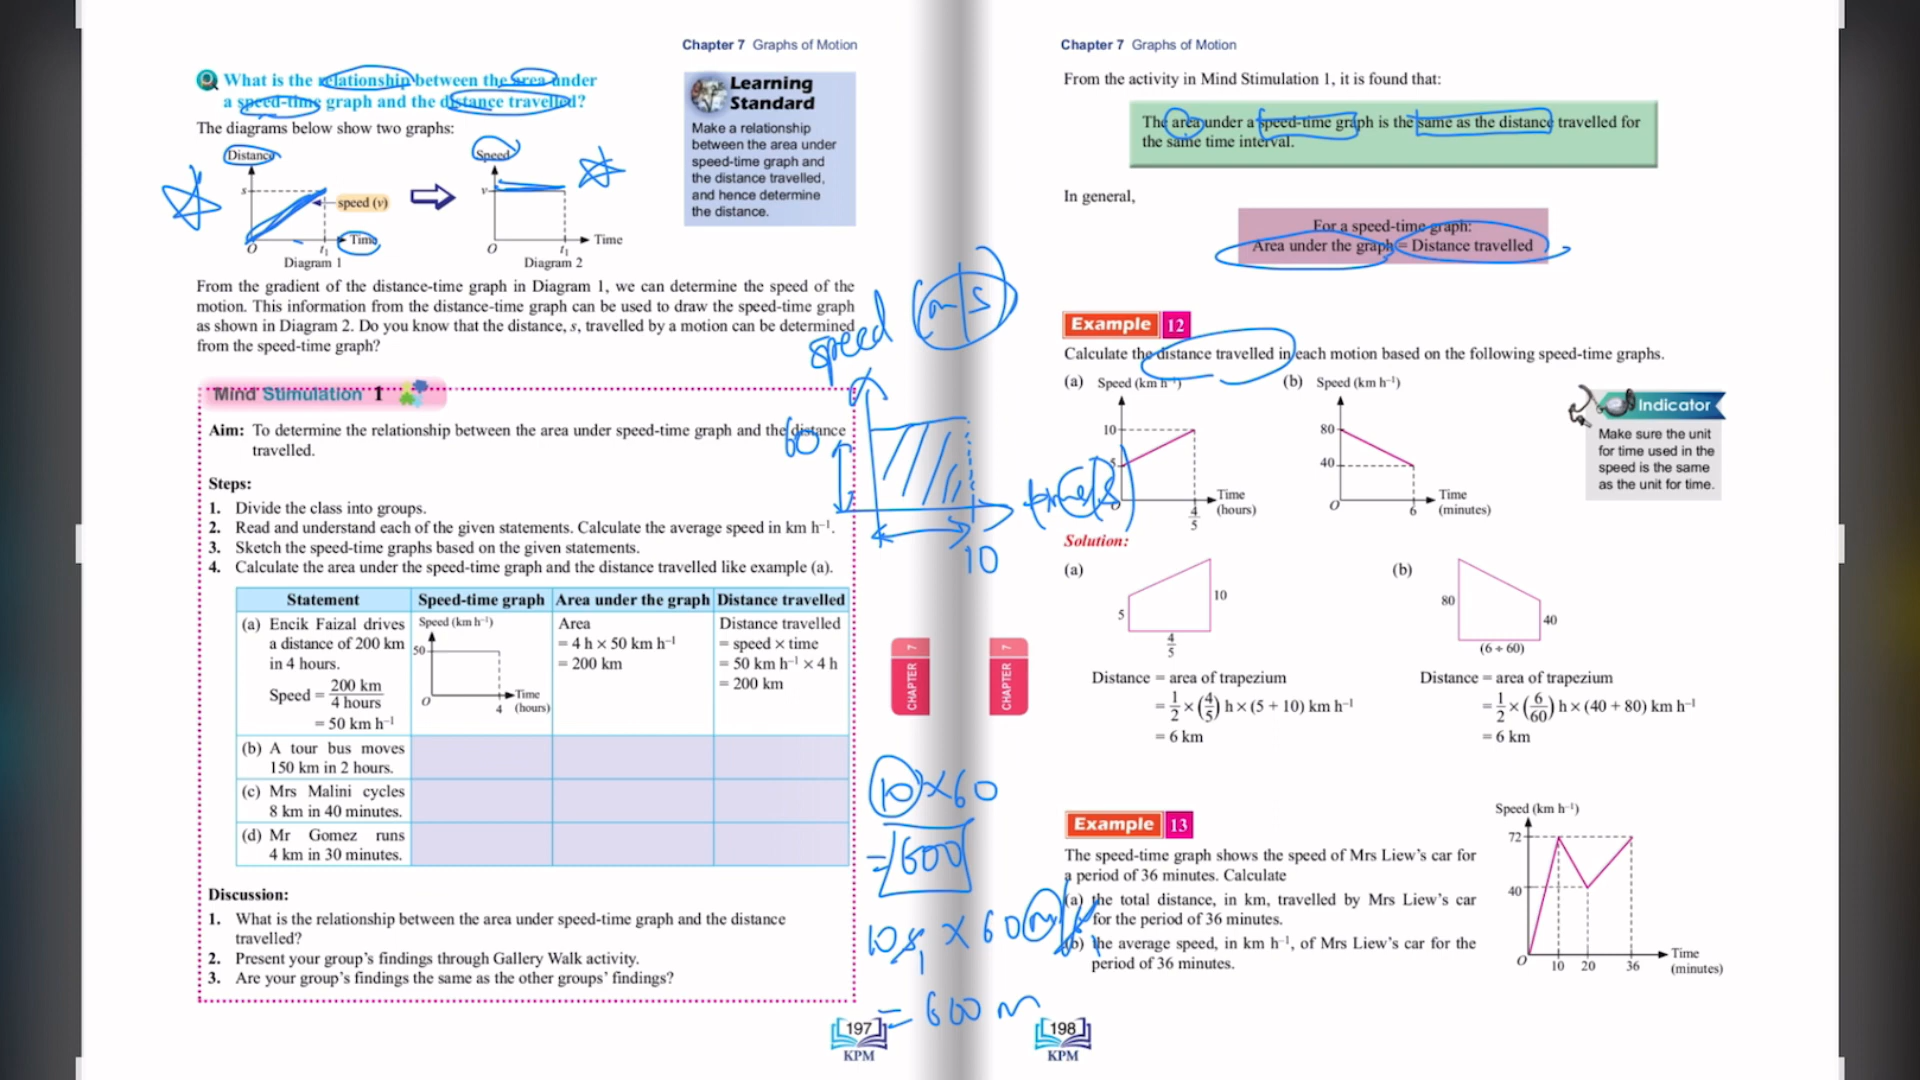 Chapter 7 Graphs of Motion
What is the relationship between the area under
a speed-time graph and the distance travelled?
The diagrams below show two graphs:
Distance
s
speed (v)
O
t₁
Time
Diagram 1
Speed
v
O
t₁
Time
Diagram 2
Learning
Standard
Make a relationship
between the area under
speed-time graph and
the distance travelled,
and hence determine
the distance.
From the gradient of the distance-time graph in Diagram 1, we can determine the speed of the
motion. This information from the distance-time graph can be used to draw the speed-time graph
as shown in Diagram 2. Do you know that the distance, s, travelled by a motion can be determined
from the speed-time graph?
Mind Stimulation 1
Aim: To determine the relationship between the area under speed-time graph and the distance
travelled.
Steps:
1. Divide the class into groups.
2. Read and understand each of the given statements. Calculate the average speed in km h⁻¹.
3. Sketch the speed-time graphs based on the given statements.
4. Calculate the area under the speed-time graph and the distance travelled like example (a).
Statement Speed-time graph Area under the graph Distance travelled
(a) Encik Faizal drives
a distance of 200 km
in 4 hours.
Speed = 200 km / 4 hours
= 50 km h⁻¹
Speed (km h⁻¹)
50
O
4
Time
(hours)
Area
= 4 h × 50 km h⁻¹
= 200 km
Distance travelled
= speed × time
= 50 km h⁻¹ × 4 h
= 200 km
(b) A tour bus moves
150 km in 2 hours.
(c) Mrs Malini cycles
8 km in 40 minutes.
(d) Mr Gomez runs
4 km in 30 minutes.
Discussion:
1. What is the relationship between the area under speed-time graph and the distance
travelled?
2. Present your group's findings through Gallery Walk activity.
3. Are your group's findings the same as the other groups' findings?
CHAPTER 7
197
KPM
speed (m/s)
60
time (s)
10
10 × 60
= 600
10 s × 60 m/s
= 600 m
Chapter 7 Graphs of Motion
From the activity in Mind Stimulation 1, it is found that:
The area under a speed-time graph is the same as the distance travelled for
the same time interval.
In general,
For a speed-time graph:
Area under the graph = Distance travelled
Example 12
Calculate the distance travelled in each motion based on the following speed-time graphs.
(a) Speed (km h⁻¹)
10
5
O
4/5
Time
(hours)
(b) Speed (km h⁻¹)
80
40
O
6
Time
(minutes)
Indicator
Make sure the unit
for time used in the
speed is the same
as the unit for time.
Solution:
(a)
5
10
4/5
Distance = area of trapezium
= 1/2 × (4/5) h × (5 + 10) km h⁻¹
= 6 km
(b)
80
40
(6 ÷ 60)
Distance = area of trapezium
= 1/2 × (6/60) h × (40 + 80) km h⁻¹
= 6 km
CHAPTER 7
Example 13
The speed-time graph shows the speed of Mrs Liew's car for
a period of 36 minutes. Calculate
(a) the total distance, in km, travelled by Mrs Liew's car
for the period of 36 minutes.
(b) the average speed, in km h⁻¹, of Mrs Liew's car for the
period of 36 minutes.
Speed (km h⁻¹)
72
40
O
10 20 36
Time
(minutes)
198
KPM